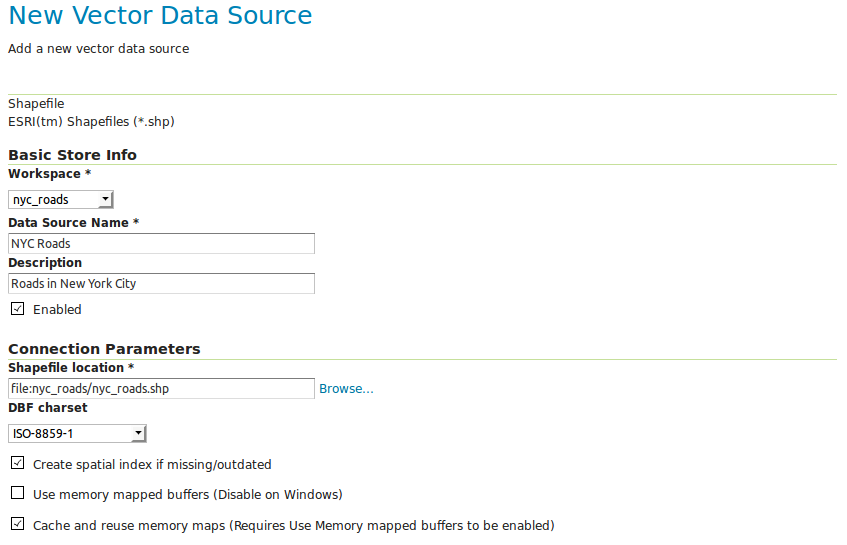 New Vector Data Source
Add a new vector data source
Shapefile
ESRI(tm) Shapefiles (*.shp)
Basic Store Info
Workspace *
nyc_roads
Data Source Name *
NYC Roads
Description
Roads in New York City
Enabled
Connection Parameters
Shapefile location *
file:nyc_roads/nyc_roads.shp Browse...
DBF charset
ISO-8859-1
Create spatial index if missing/outdated
Use memory mapped buffers (Disable on Windows)
Cache and reuse memory maps (Requires Use Memory mapped buffers to be enabled)